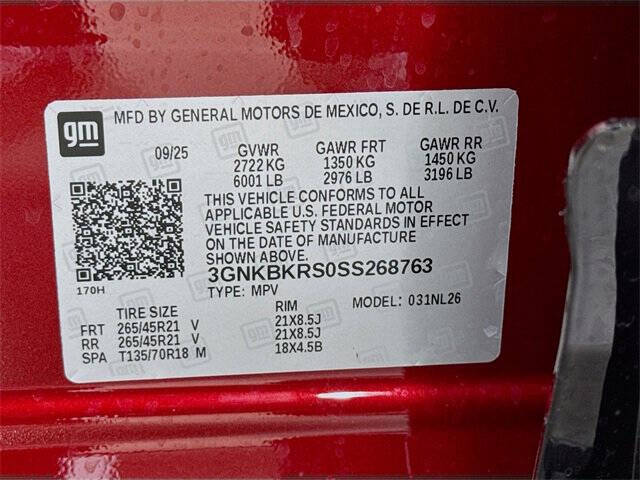 gm
MFD BY GENERAL MOTORS DE MEXICO, S. DE R.L. DE C.V.
09/25 GVWR GAWR FRT GAWR RR
2722 KG 1350 KG 1450 KG
6001 LB 2976 LB 3196 LB
THIS VEHICLE CONFORMS TO ALL
APPLICABLE U.S. FEDERAL MOTOR
VEHICLE SAFETY STANDARDS IN EFFECT
ON THE DATE OF MANUFACTURE
SHOWN ABOVE.
3GNKBKRS0SS268763
170H
TYPE: MPV MODEL: 031NL26
TIRE SIZE RIM
FRT 265/45R21 V 21X8.5J
RR 265/45R21 V 21X8.5J
SPA T135/70R18 M 18X4.5B